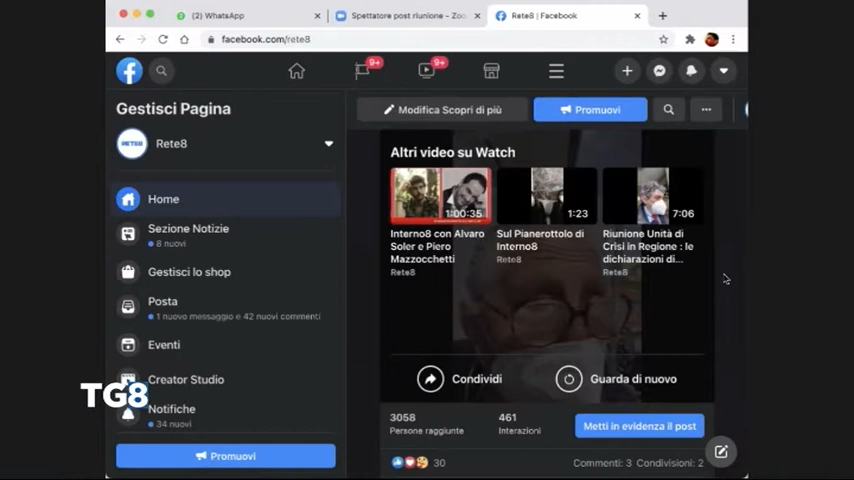 (2) WhatsApp
Spettatore post riunione - Zoo
Rete8 | Facebook
facebook.com/rete8
9+
9+
Gestisci Pagina
Rete8
Home
Sezione Notizie
8 nuovi
Gestisci lo shop
Posta
1 nuovo messaggio e 42 nuovi commenti
Eventi
Creator Studio
Notifiche
34 nuovi
Promuovi
Modifica Scopri di più
Promuovi
Altri video su Watch
1:00:35
1:23
7:06
Interno8 con Alvaro
Soler e Piero
Mazzocchetti
Rete8
Sul Pianerottolo di
Interno8
Rete8
Riunione Unità di
Crisi in Regione : le
dichiarazioni di...
Rete8
Condividi
Guarda di nuovo
3058
Persone raggiunte
461
Interazioni
Metti in evidenza il post
30
Commenti: 3 Condivisioni: 2
TG8
RETE8